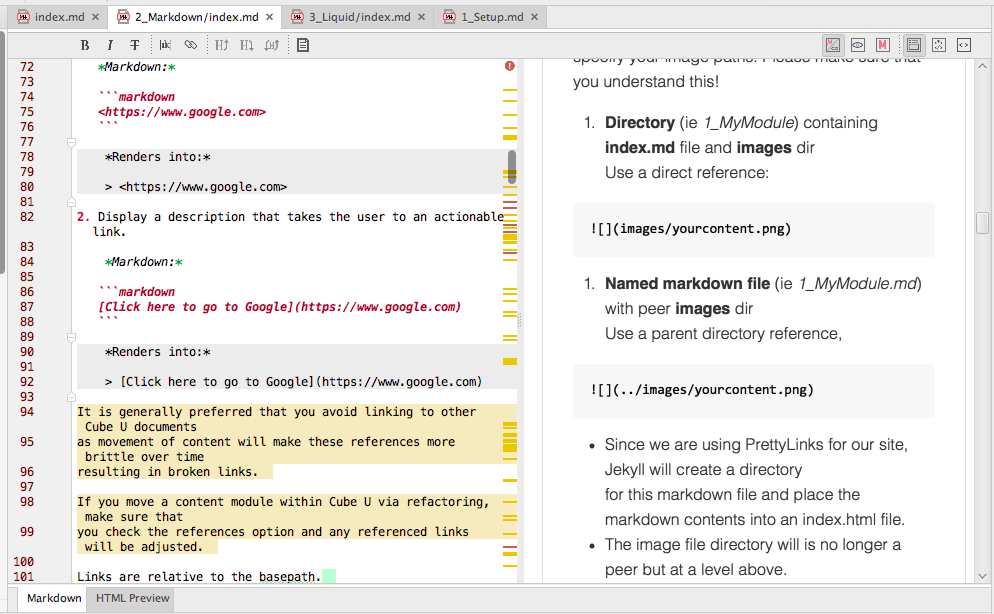 index.md
2_Markdown/index.md
3_Liquid/index.md
1_Setup.md
B I T H H H M
72 *Markdown:*
73
74 ```markdown
75 <https://www.google.com>
76 ```
77
78 *Renders into:*
79
80 > <https://www.google.com>
81
82 2. Display a description that takes the user to an actionable
link.
83
84 *Markdown:*
85
86 ```markdown
87 [Click here to go to Google](https://www.google.com)
88 ```
89
90 *Renders into:*
91
92 > [Click here to go to Google](https://www.google.com)
93
94 It is generally preferred that you avoid linking to other
Cube U documents
95 as movement of content will make these references more
brittle over time
96 resulting in broken links.
97
98 If you move a content module within Cube U via refactoring,
make sure that
99 you check the references option and any referenced links
will be adjusted.
100
101 Links are relative to the basepath.
specify your image paths. Please make sure that
you understand this!
1. Directory (ie 1_MyModule) containing
index.md file and images dir
Use a direct reference:
![](images/yourcontent.png)
1. Named markdown file (ie 1_MyModule.md)
with peer images dir
Use a parent directory reference,
![](../images/yourcontent.png)
• Since we are using PrettyLinks for our site,
Jekyll will create a directory
for this markdown file and place the
markdown contents into an index.html file.
• The image file directory will is no longer a
peer but at a level above.
Markdown
HTML Preview